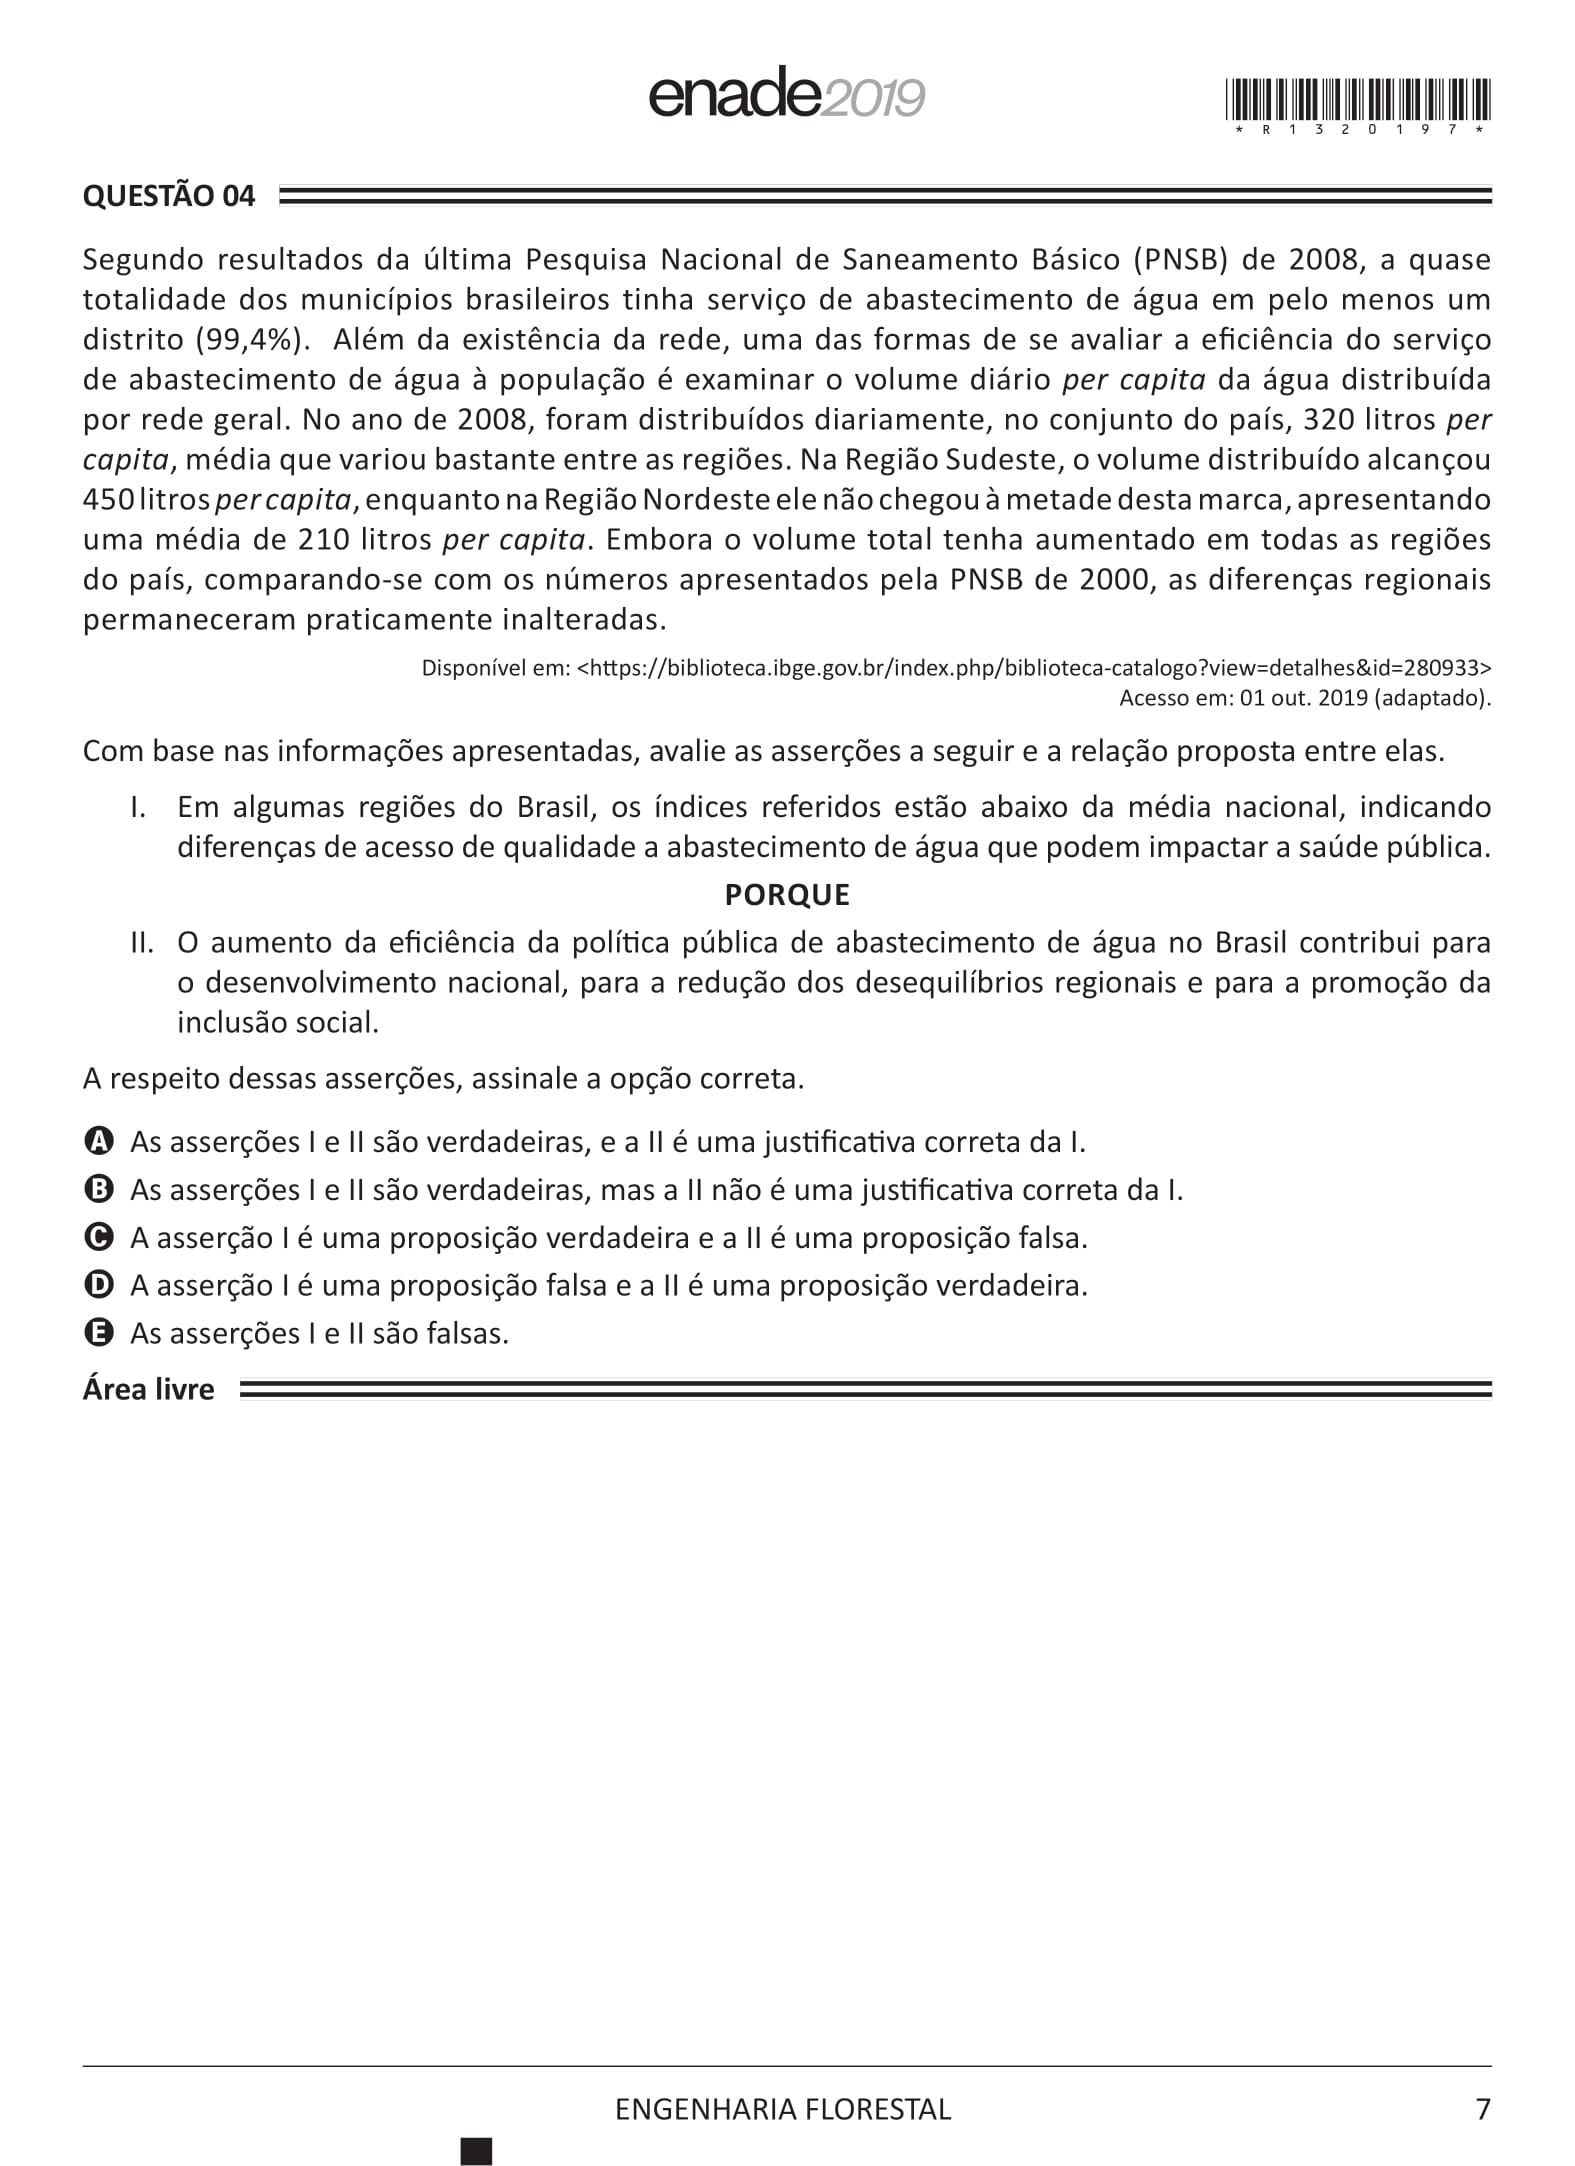 enade2019
* R 1 3 2 0 1 9 7 *
QUESTÃO 04
Segundo resultados da última Pesquisa Nacional de Saneamento Básico (PNSB) de 2008, a quase
totalidade dos municípios brasileiros tinha serviço de abastecimento de água em pelo menos um
distrito (99,4%). Além da existência da rede, uma das formas de se avaliar a eficiência do serviço
de abastecimento de água à população é examinar o volume diário per capita da água distribuída
por rede geral. No ano de 2008, foram distribuídos diariamente, no conjunto do país, 320 litros per
capita, média que variou bastante entre as regiões. Na Região Sudeste, o volume distribuído alcançou
450 litros per capita, enquanto na Região Nordeste ele não chegou à metade desta marca, apresentando
uma média de 210 litros per capita. Embora o volume total tenha aumentado em todas as regiões
do país, comparando-se com os números apresentados pela PNSB de 2000, as diferenças regionais
permaneceram praticamente inalteradas.
Disponível em: <https://biblioteca.ibge.gov.br/index.php/biblioteca-catalogo?view=detalhes&id=280933>
Acesso em: 01 out. 2019 (adaptado).
Com base nas informações apresentadas, avalie as asserções a seguir e a relação proposta entre elas.
I. Em algumas regiões do Brasil, os índices referidos estão abaixo da média nacional, indicando
diferenças de acesso de qualidade a abastecimento de água que podem impactar a saúde pública.
PORQUE
II. O aumento da eficiência da política pública de abastecimento de água no Brasil contribui para
o desenvolvimento nacional, para a redução dos desequilíbrios regionais e para a promoção da
inclusão social.
A respeito dessas asserções, assinale a opção correta.
A As asserções I e II são verdadeiras, e a II é uma justificativa correta da I.
B As asserções I e II são verdadeiras, mas a II não é uma justificativa correta da I.
C A asserção I é uma proposição verdadeira e a II é uma proposição falsa.
D A asserção I é uma proposição falsa e a II é uma proposição verdadeira.
E As asserções I e II são falsas.
Área livre
ENGENHARIA FLORESTAL
7